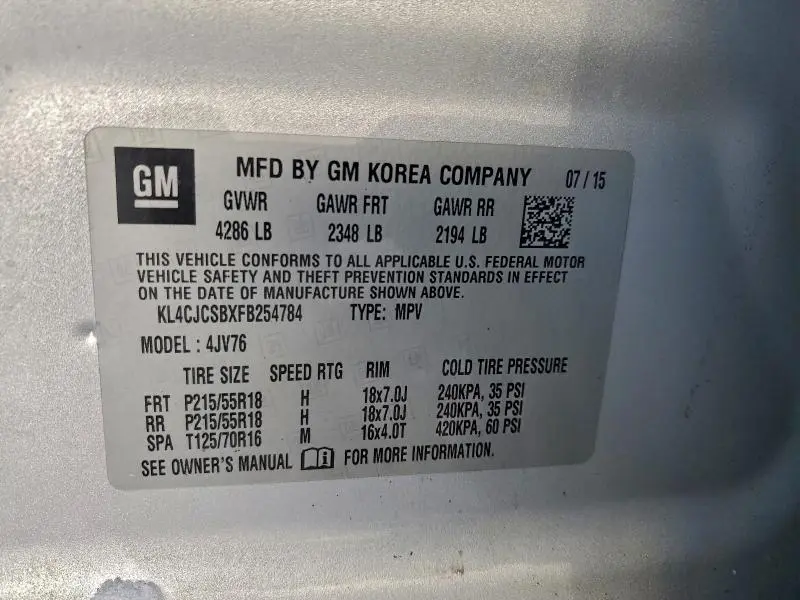 GM MFD BY GM KOREA COMPANY 07 / 15
GVWR GAWR FRT GAWR RR
4286 LB 2348 LB 2194 LB
THIS VEHICLE CONFORMS TO ALL APPLICABLE U.S. FEDERAL MOTOR
VEHICLE SAFETY AND THEFT PREVENTION STANDARDS IN EFFECT
ON THE DATE OF MANUFACTURE SHOWN ABOVE.
KL4CJCSBXFB254784 TYPE: MPV
MODEL : 4JV76
TIRE SIZE SPEED RTG RIM COLD TIRE PRESSURE
FRT P215/55R18 H 18x7.0J 240KPA, 35 PSI
RR P215/55R18 H 18x7.0J 240KPA, 35 PSI
SPA T125/70R16 M 16x4.0T 420KPA, 60 PSI
SEE OWNER'S MANUAL FOR MORE INFORMATION.